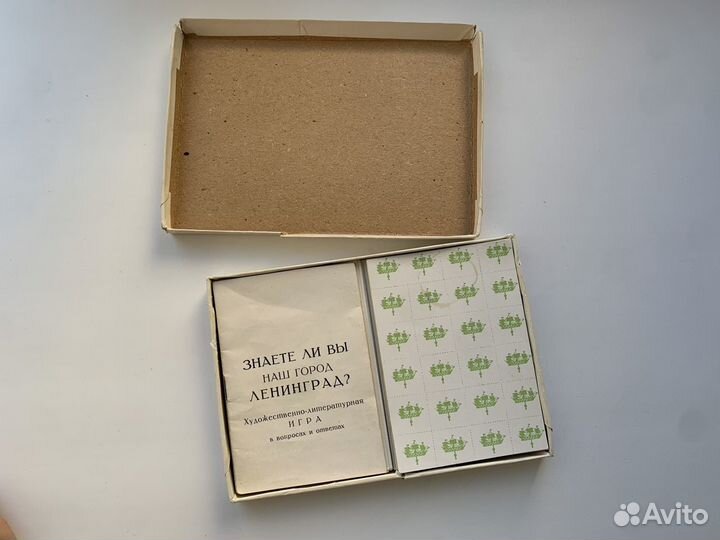 ЗНАЕТЕ ЛИ ВЫ
НАШ ГОРОД
ЛЕНИНГРАД?
Художественно-литературная
ИГРА
в вопросах и ответах
Avito